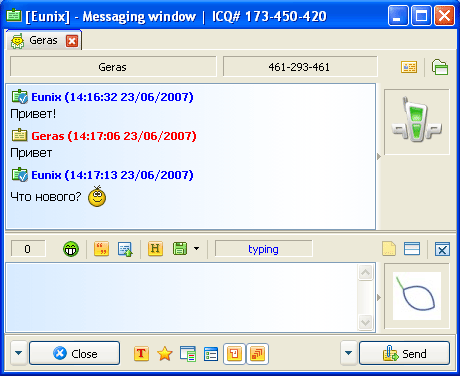 [Eunix] - Messaging window | ICQ# 173-450-420
Geras
Geras 461-293-461
Eunix (14:16:32 23/06/2007)
Привет!
Geras (14:17:06 23/06/2007)
Привет
Eunix (14:17:13 23/06/2007)
Что нового?
0 H typing
Close T Send